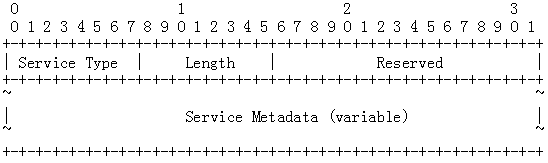 0                   1                   2                   3
0 1 2 3 4 5 6 7 8 9 0 1 2 3 4 5 6 7 8 9 0 1 2 3 4 5 6 7 8 9 0 1
+-+-+-+-+-+-+-+-+-+-+-+-+-+-+-+-+-+-+-+-+-+-+-+-+-+-+-+-+-+-+-+-+
| Service Type | Length | Reserved |
+-+-+-+-+-+-+-+-+-+-+-+-+-+-+-+-+-+-+-+-+-+-+-+-+-+-+-+-+-+-+-+-+
~ ~
| Service Metadata (variable) |
~ ~
+-+-+-+-+-+-+-+-+-+-+-+-+-+-+-+-+-+-+-+-+-+-+-+-+-+-+-+-+-+-+-+-+